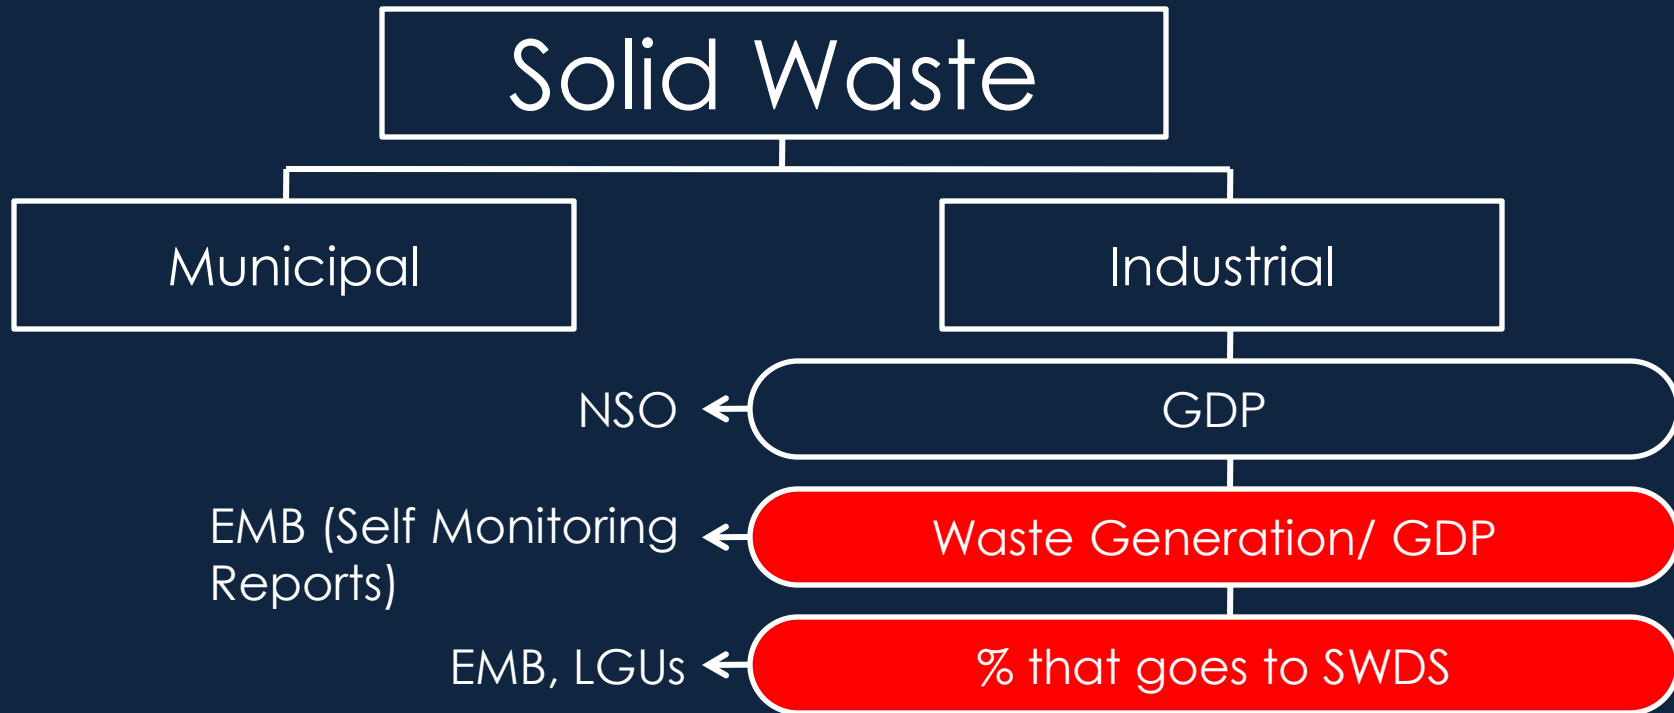 Solid Waste
Municipal
Industrial
NSO
GDP
EMB (Self Monitoring
Reports)
Waste Generation/ GDP
EMB, LGUs
% that goes to SWDS